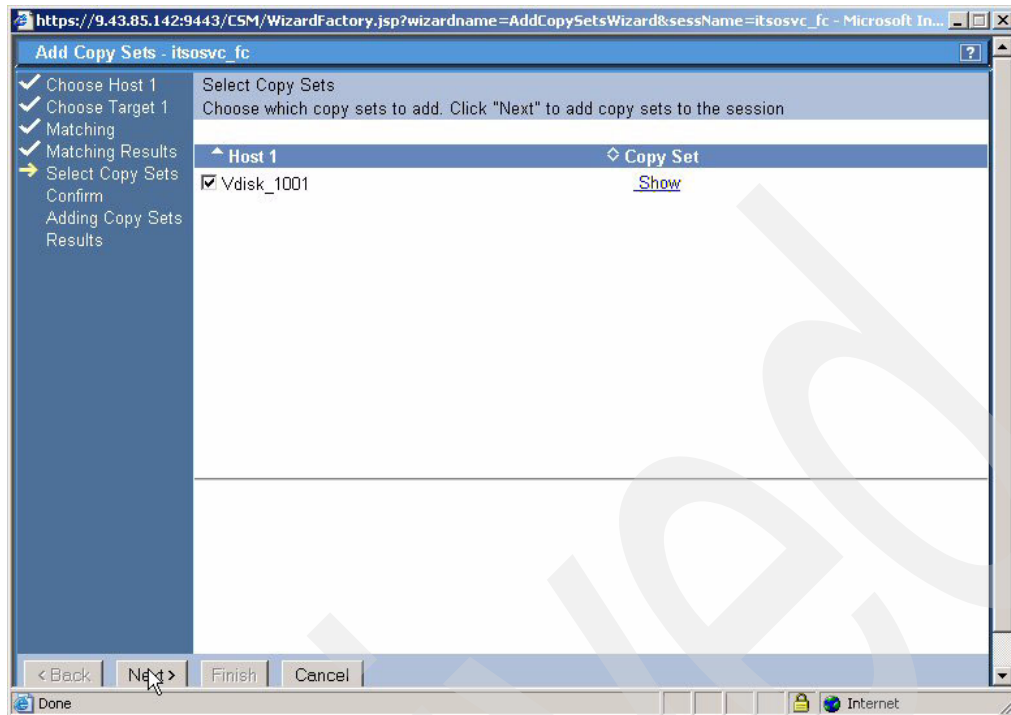 https://9.43.85.142:9443/CSM/WizardFactory.jsp?wizardname=AddCopySetsWizard&sessName=itsosvc_fc - Microsoft In...
Add Copy Sets - itsosvc_fc
?
Choose Host 1
Choose Target 1
Matching
Matching Results
Select Copy Sets
Confirm
Adding Copy Sets
Results
Select Copy Sets
Choose which copy sets to add. Click "Next" to add copy sets to the session
Host 1 Copy Set
Vdisk_1001 Show
< Back Next > Finish Cancel
Done Internet